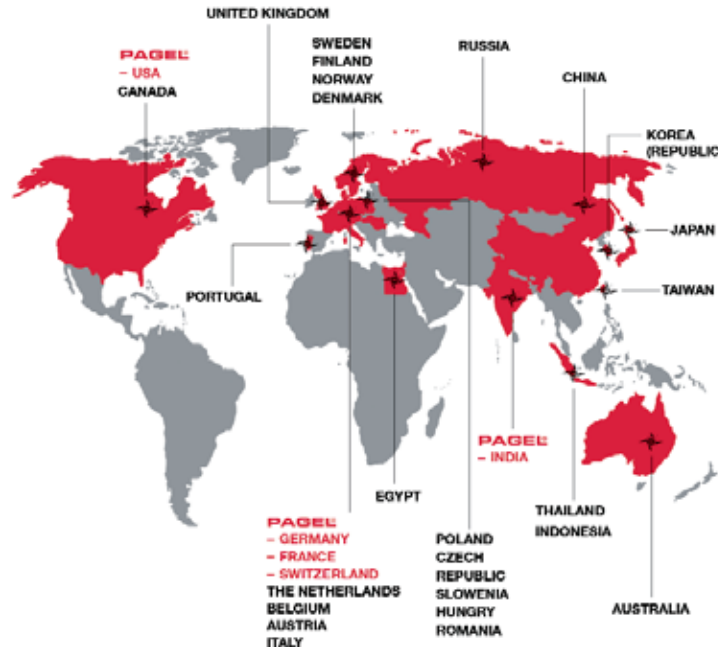 UNITED KINGDOM
PAGEL
– USA
CANADA
SWEDEN
FINLAND
NORWAY
DENMARK
RUSSIA
CHINA
KOREA
(REPUBLIC
JAPAN
TAIWAN
PORTUGAL
EGYPT
PAGEL
– GERMANY
– FRANCE
– SWITZERLAND
THE NETHERLANDS
BELGIUM
AUSTRIA
ITALY
POLAND
CZECH
REPUBLIC
SLOWENIA
HUNGRY
ROMANIA
PAGEL
– INDIA
THAILAND
INDONESIA
AUSTRALIA